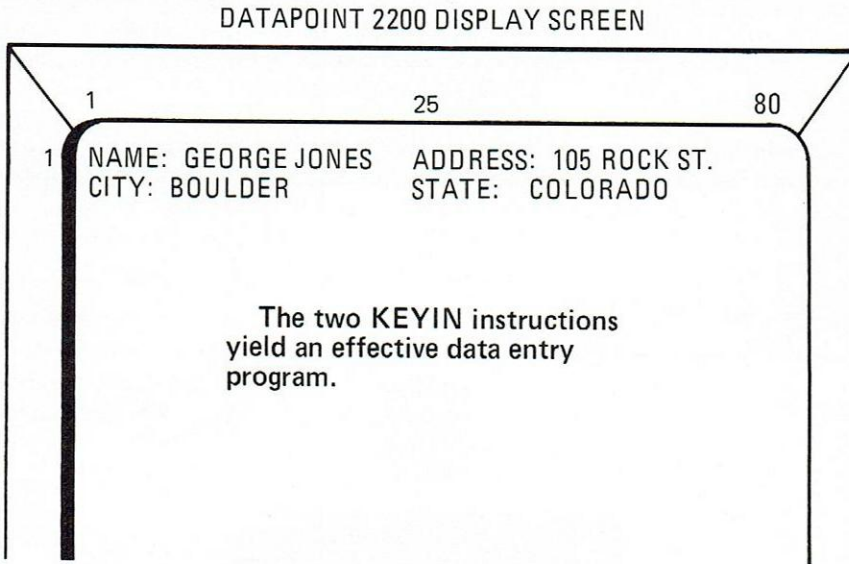 DATAPOINT 2200 DISPLAY SCREEN
1 25 80
1 NAME: GEORGE JONES ADDRESS: 105 ROCK ST.
CITY: BOULDER STATE: COLORADO
The two KEYIN instructions
yield an effective data entry
program.